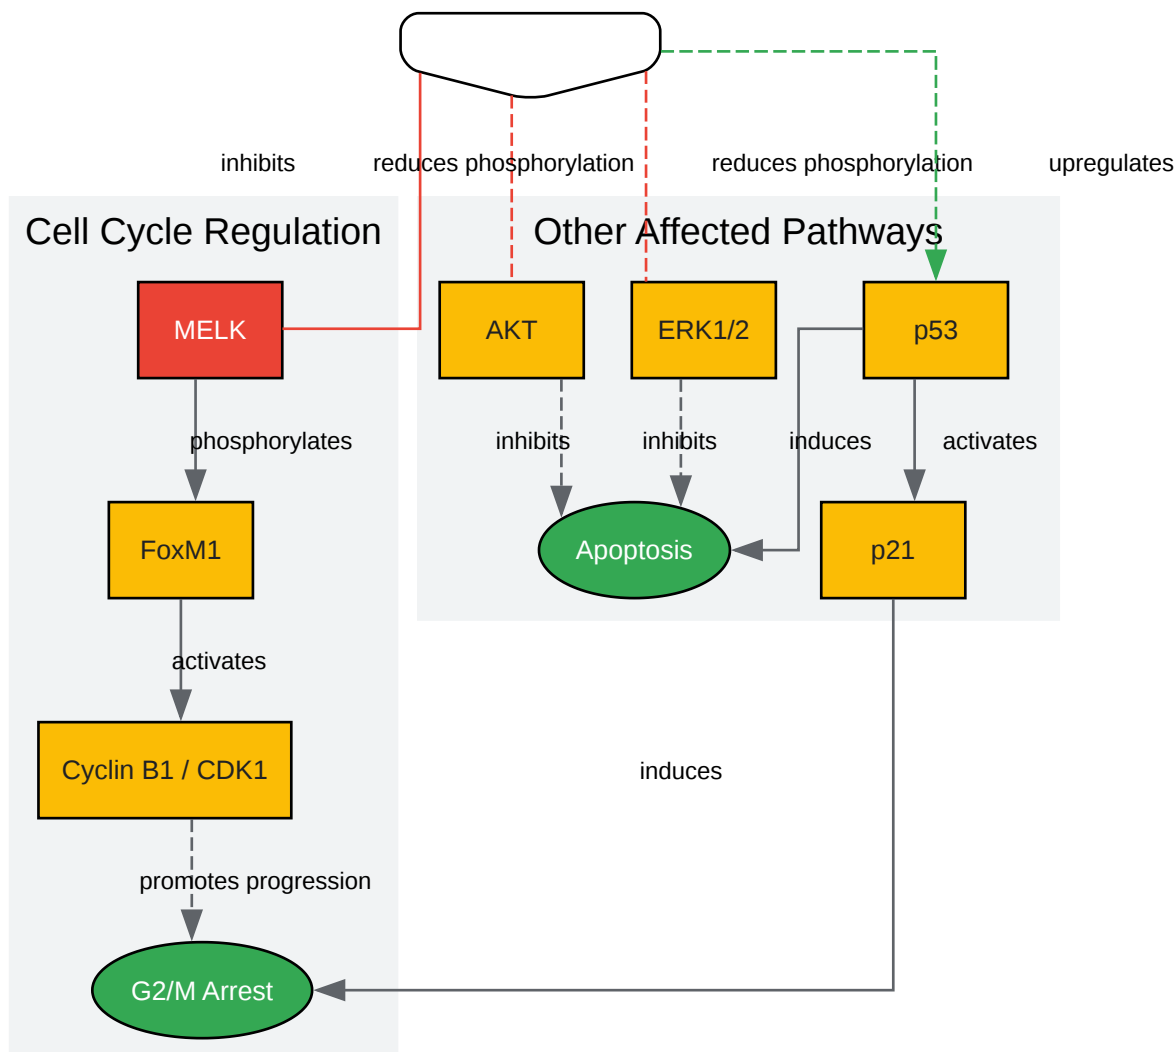 inhibits
reduces phosphorylation
reduces phosphorylation
upregulates
Cell Cycle Regulation
Other Affected Pathways
MELK
AKT
ERK1/2
p53
phosphorylates
inhibits
inhibits
induces
activates
FoxM1
Apoptosis
p21
activates
Cyclin B1 / CDK1
induces
promotes progression
G2/M Arrest